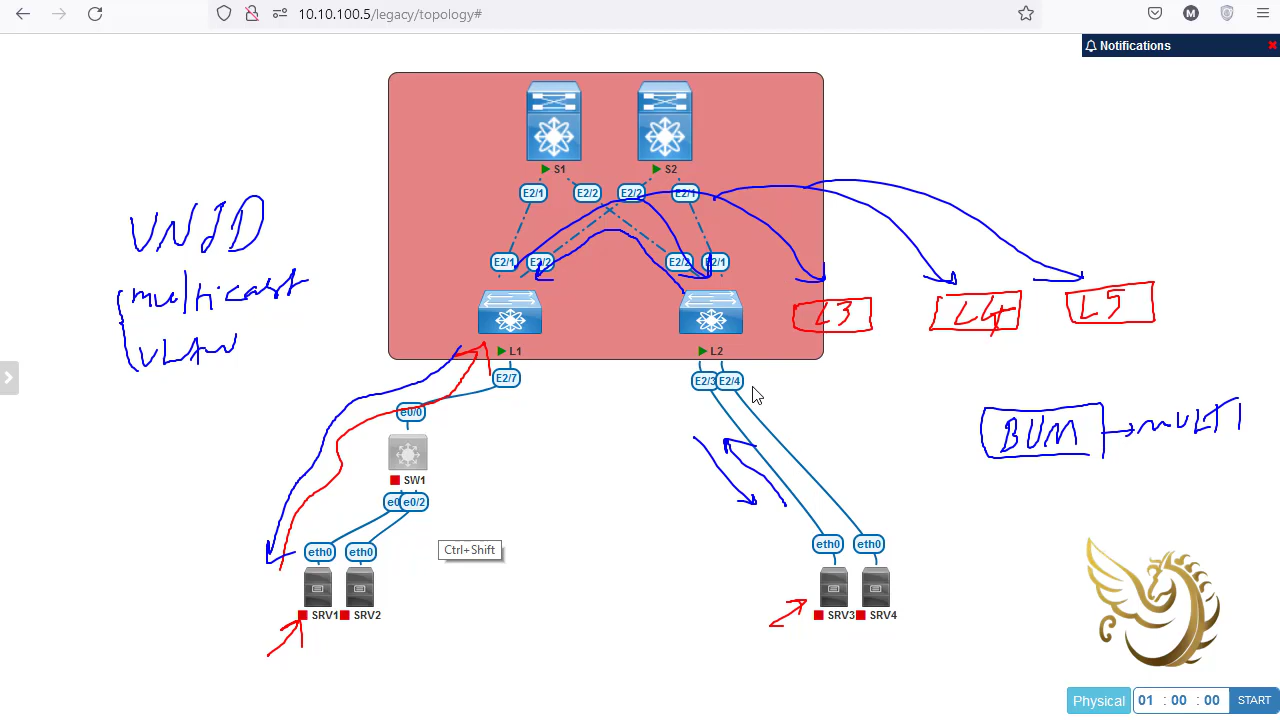 10.10.100.5/legacy/topology#
M
Notifications
S1
S2
E2/1
E2/2
E2/2
E2/1
VNID
E2/1
E2/2
E2/2
E2/1
multicast
L3
L4
L5
VLAN
L1
L2
E2/7
E2/3
E2/4
e0/0
BUM
MULTI
SW1
e0
e0/2
eth0
eth0
Ctrl+Shift
eth0
eth0
SRV1
SRV2
SRV3
SRV4
Physical
01 : 00 : 00
START